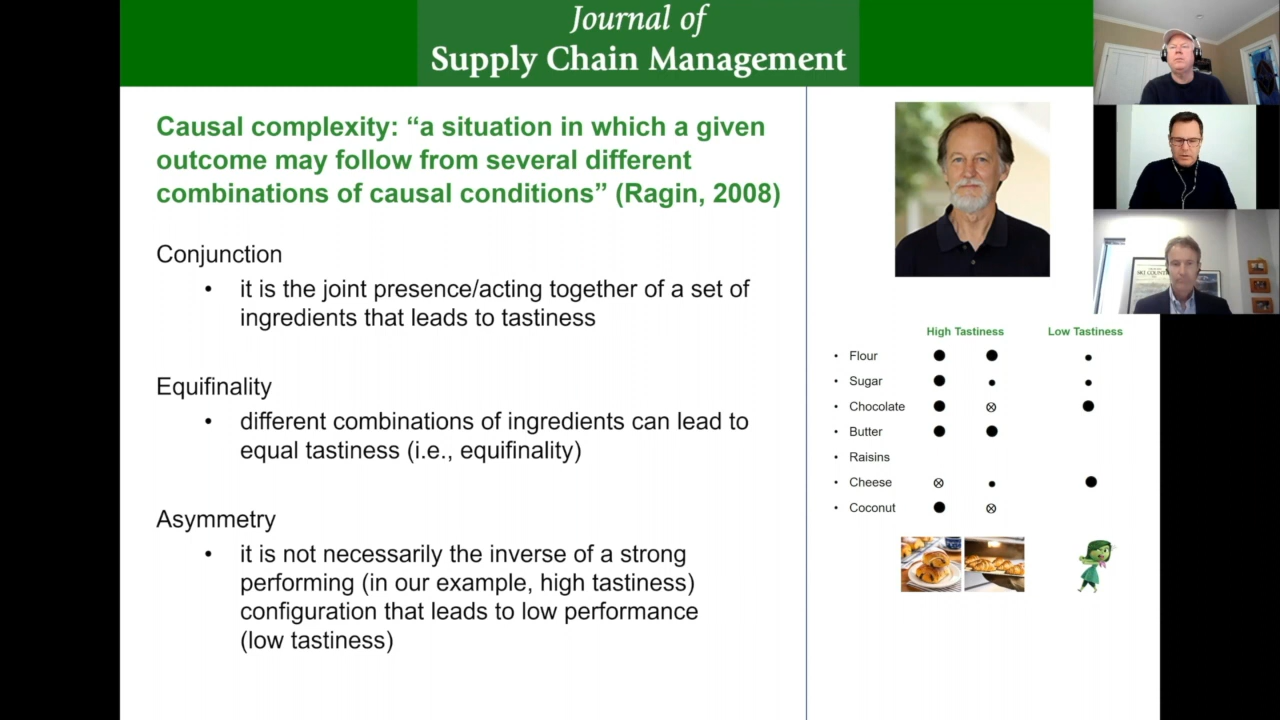 Journal of
Supply Chain Management
Causal complexity: “a situation in which a given
outcome may follow from several different
combinations of causal conditions” (Ragin, 2008)
Conjunction
• it is the joint presence/acting together of a set of
ingredients that leads to tastiness
Equifinality
• different combinations of ingredients can lead to
equal tastiness (i.e., equifinality)
Asymmetry
• it is not necessarily the inverse of a strong
performing (in our example, high tastiness)
configuration that leads to low performance
(low tastiness)
High Tastiness Low Tastiness
• Flour
• Sugar
• Chocolate
• Butter
• Raisins
• Cheese
• Coconut